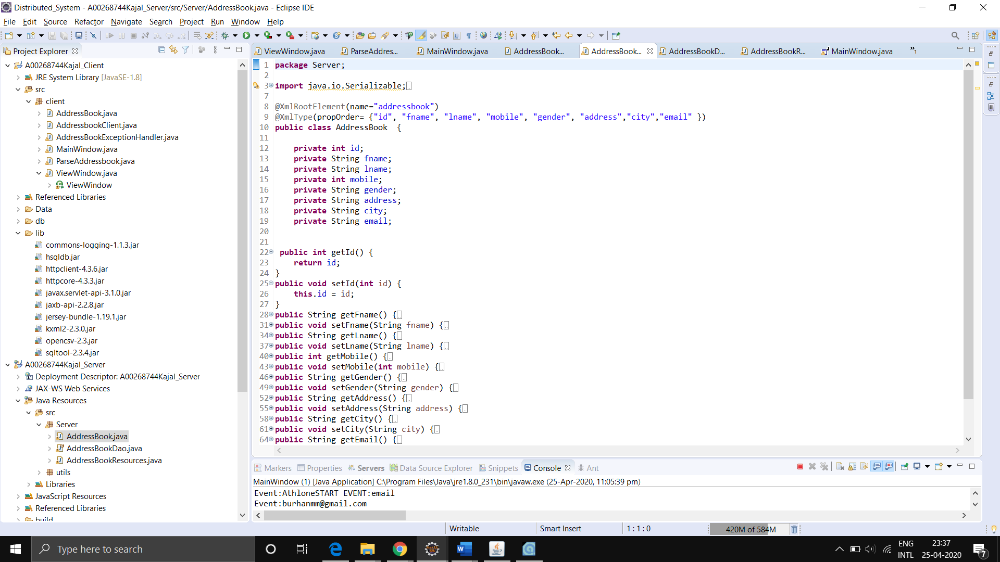 Distributed_System - A00268744Kajal_Server/src/Server/AddressBook.java - Eclipse IDE
File Edit Source Refactor Navigate Search Project Run Window Help
Project Explorer
A00268744Kajal_Client
JRE System Library [JavaSE-1.8]
src
client
AddressBook.java
AddressbookClient.java
AddressBookExceptionHandler.java
MainWindow.java
ParseAddressbook.java
ViewWindow.java
ViewWindow
Referenced Libraries
Data
db
lib
commons-logging-1.1.3.jar
hsqldb.jar
httpclient-4.3.6.jar
httpcore-4.3.3.jar
javax.servlet-api-3.1.0.jar
jaxb-api-2.2.8.jar
jersey-bundle-1.19.1.jar
kxml2-2.3.0.jar
opencsv-2.3.jar
sqltool-2.3.4.jar
A00268744Kajal_Server
Deployment Descriptor: A00268744Kajal_Server
JAX-WS Web Services
Java Resources
src
Server
AddressBook.java
AddressBookDao.java
AddressBookResources.java
utils
Libraries
JavaScript Resources
Referenced Libraries
build
ViewWindow.java ParseAddres... MainWindow.java AddressBook... AddressBook... AddressBookD... AddressBookR... MainWindow.java »1
1 package Server;
2
3 import java.io.Serializable;
7
8 @XmlRootElement(name="addressbook")
9 @XmlType(propOrder= {"id", "fname", "lname", "mobile", "gender", "address","city","email" })
10 public class AddressBook {
11
12 private int id;
13 private String fname;
14 private String lname;
15 private int mobile;
16 private String gender;
17 private String address;
18 private String city;
19 private String email;
20
21
22 public int getId() {
23 return id;
24 }
25 public void setId(int id) {
26 this.id = id;
27 }
28 public String getFname() {
31 public void setFname(String fname) {
34 public String getLname() {
37 public void setLname(String lname) {
40 public int getMobile() {
43 public void setMobile(int mobile) {
46 public String getGender() {
49 public void setGender(String gender) {
52 public String getAddress() {
55 public void setAddress(String address) {
58 public String getCity() {
61 public void setCity(String city) {
64 public String getEmail() {
Markers Properties Servers Data Source Explorer Snippets Console Ant
MainWindow (1) [Java Application] C:\Program Files\Java\jre1.8.0_231\bin\javaw.exe (25-Apr-2020, 11:05:39 pm)
Event:AthloneSTART EVENT:email
Event:burhanmm@gmail.com
Writable Smart Insert 1 : 1 : 0 420M of 584M
Type here to search
ENG
INTL
23:37
25-04-2020
7